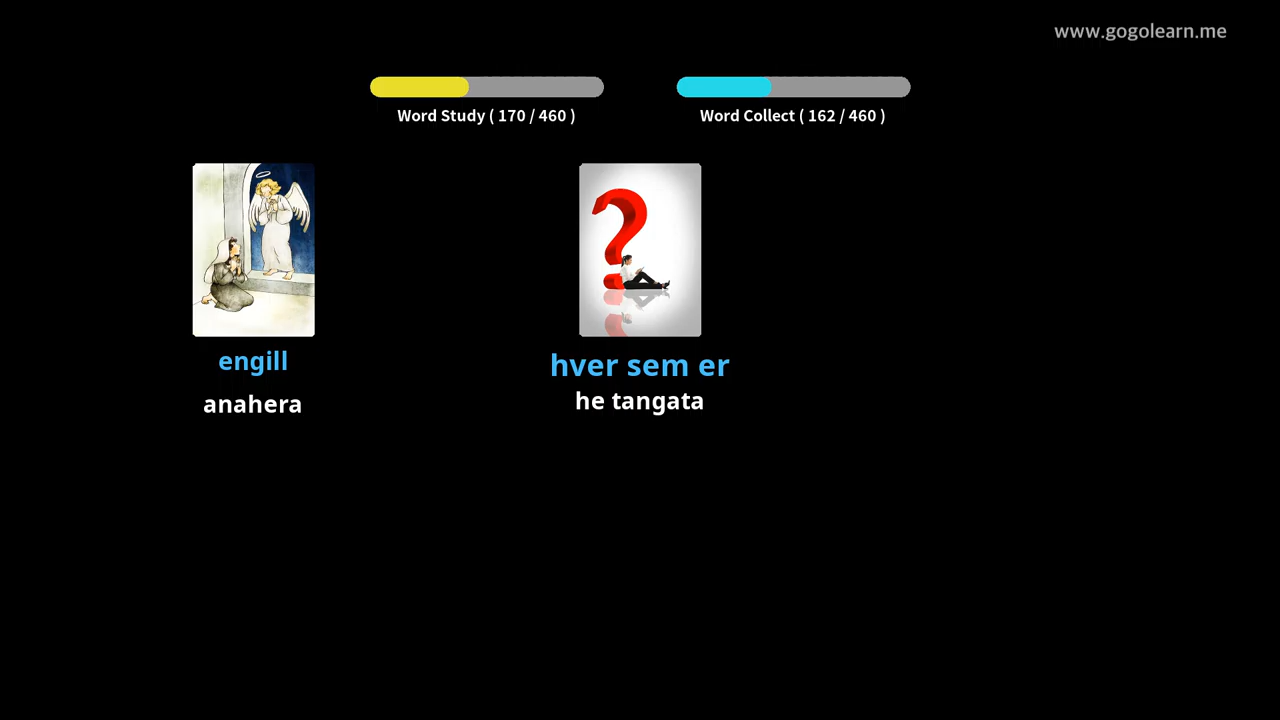 www.gogolearn.me
Word Study ( 170 / 460 )
Word Collect ( 162 / 460 )
engill
anahera
hver sem er
he tangata